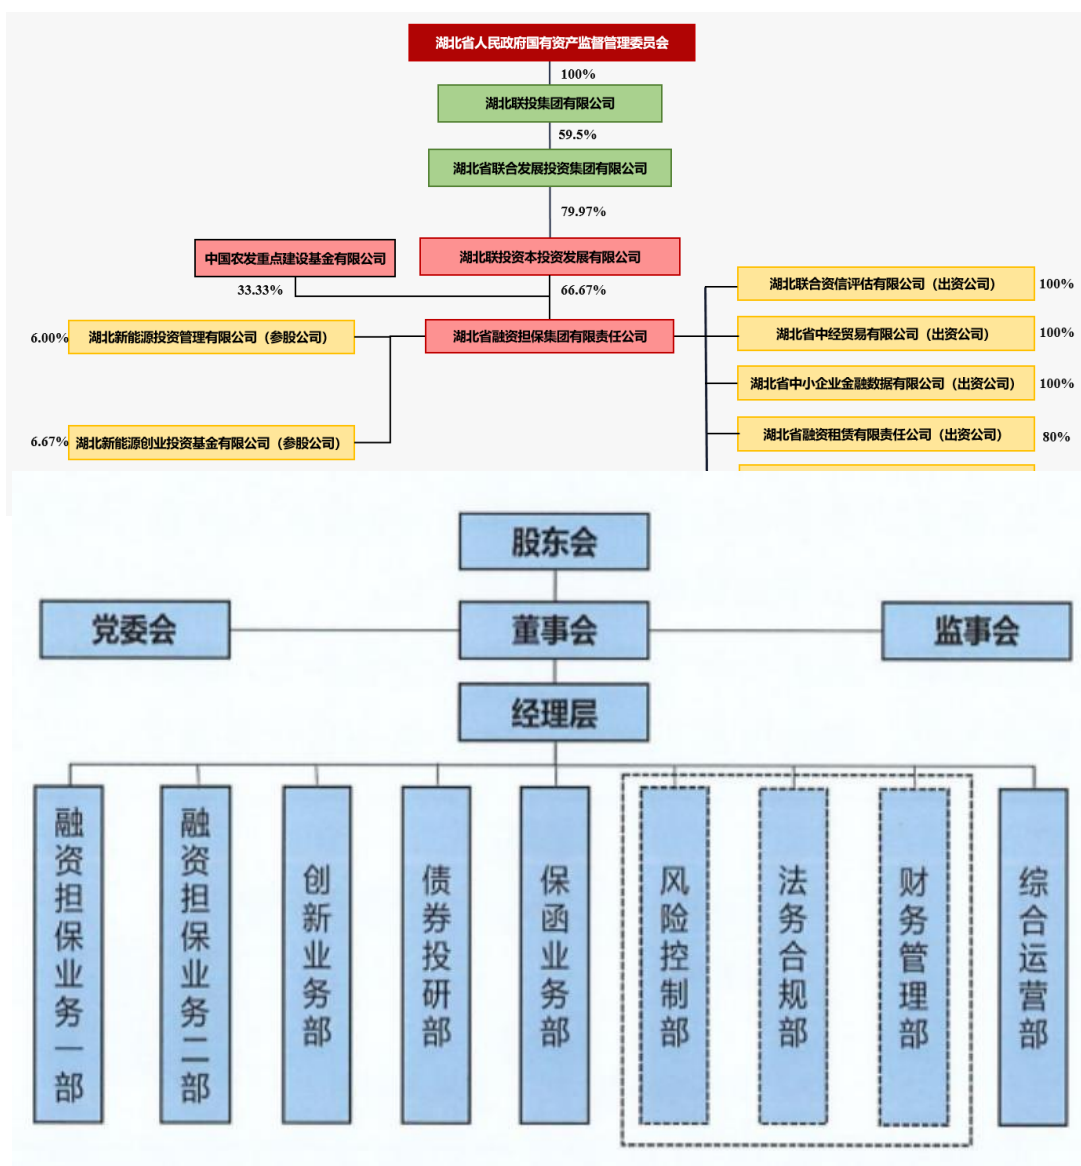 湖北省人民政府国有资产监督管理委员会
100%
湖北联投集团有限公司
59.5%
湖北省联合发展投资集团有限公司
79.97%
中国农发重点建设基金有限公司
湖北联投资本投资发展有限公司
33.33%
66.67%
湖北联合资信评估有限公司（出资公司）
100%
6.00%
湖北新能源投资管理有限公司（参股公司）
湖北省融资担保集团有限责任公司
湖北省中经贸易有限公司（出资公司）
100%
湖北省中小企业金融数据有限公司（出资公司）
100%
6.67%
湖北新能源创业投资基金有限公司（参股公司）
湖北省融资租赁有限责任公司（出资公司）
80%
股东会
党委会
董事会
监事会
经理层
融资担保业务一部
融资担保业务二部
创新业务部
债券投研部
保函业务部
风险控制部
法务合规部
财务管理部
综合运营部